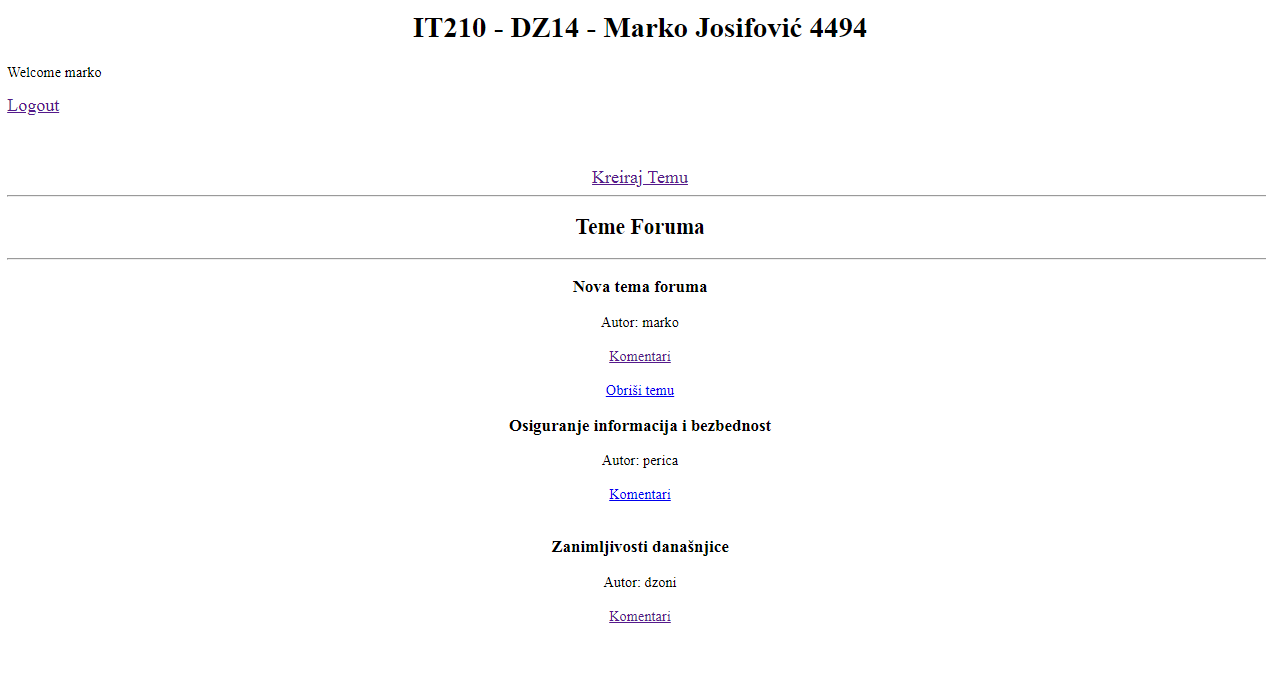 IT210 - DZ14 - Marko Josifović 4494
Welcome marko
Logout
Kreiraj Temu
Teme Foruma
Nova tema foruma
Autor: marko
Komentari
Obriši temu
Osiguranje informacija i bezbednost
Autor: perica
Komentari
Zanimljivosti današnjice
Autor: dzoni
Komentari